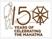 150
YEARS OF
CELEBRATING
THE MAHATMA